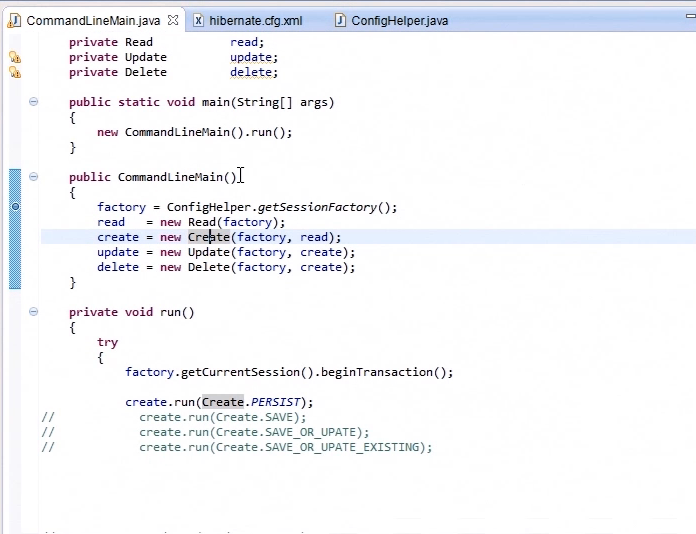 CommandLineMain.java hibernate.cfg.xml ConfigHelper.java
private Read read;
private Update update;
private Delete delete;
public static void main(String[] args)
{
new CommandLineMain().run();
}
public CommandLineMain()
{
factory = ConfigHelper.getSessionFactory();
read = new Read(factory);
create = new Create(factory, read);
update = new Update(factory, create);
delete = new Delete(factory, create);
}
private void run()
{
try
{
factory.getCurrentSession().beginTransaction();
create.run(Create.PERSIST);
// create.run(Create.SAVE);
// create.run(Create.SAVE_OR_UPATE);
// create.run(Create.SAVE_OR_UPATE_EXISTING);